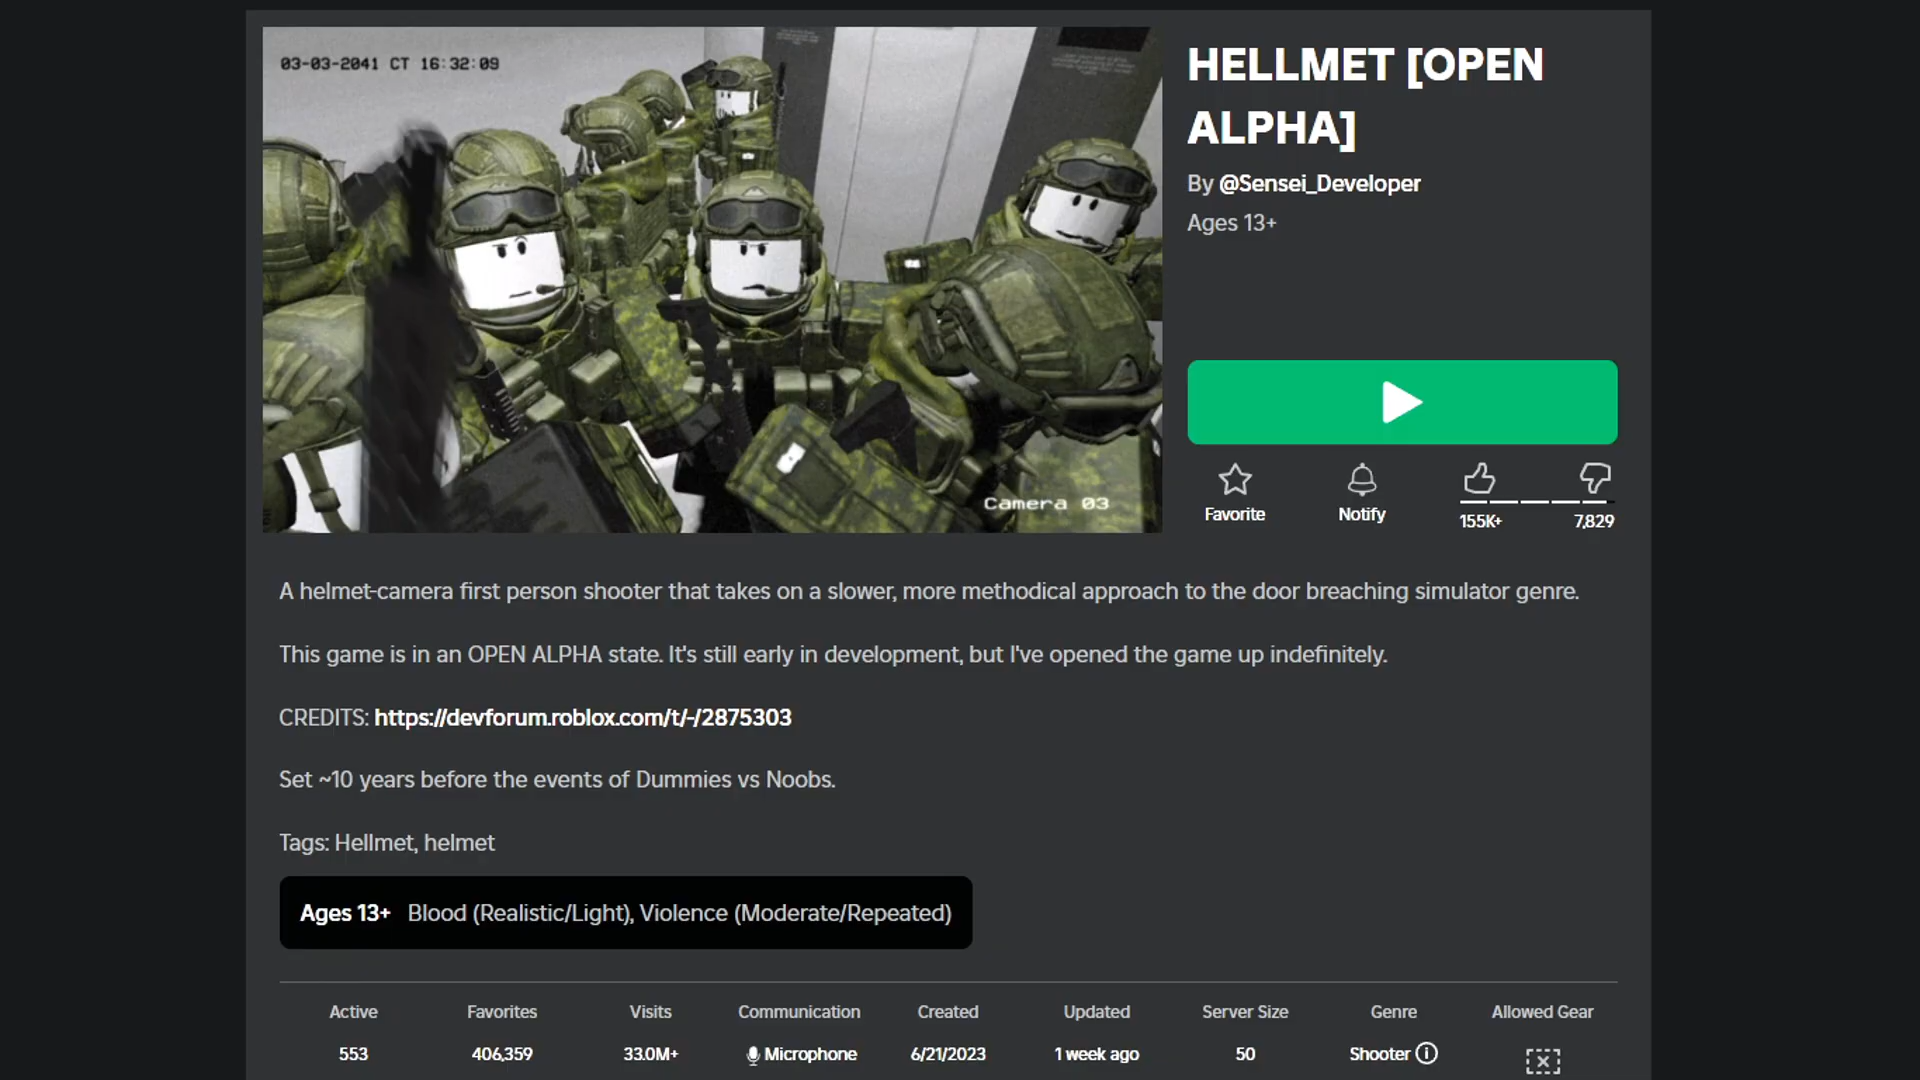 03-03-2041 CT 16:32:09
Camera 03
HELLMET [OPEN
ALPHA]
By @Sensei_Developer
Ages 13+
Favorite
Notify
155K+
7,829
A helmet-camera first person shooter that takes on a slower, more methodical approach to the door breaching simulator genre.
This game is in an OPEN ALPHA state. It's still early in development, but I've opened the game up indefinitely.
CREDITS: https://devforum.roblox.com/t/-/2875303
Set ~10 years before the events of Dummies vs Noobs.
Tags: Hellmet, helmet
Ages 13+ Blood (Realistic/Light), Violence (Moderate/Repeated)
Active Favorites Visits Communication Created Updated Server Size Genre Allowed Gear
553 406,359 33.0M+ Microphone 6/21/2023 1 week ago 50 Shooter